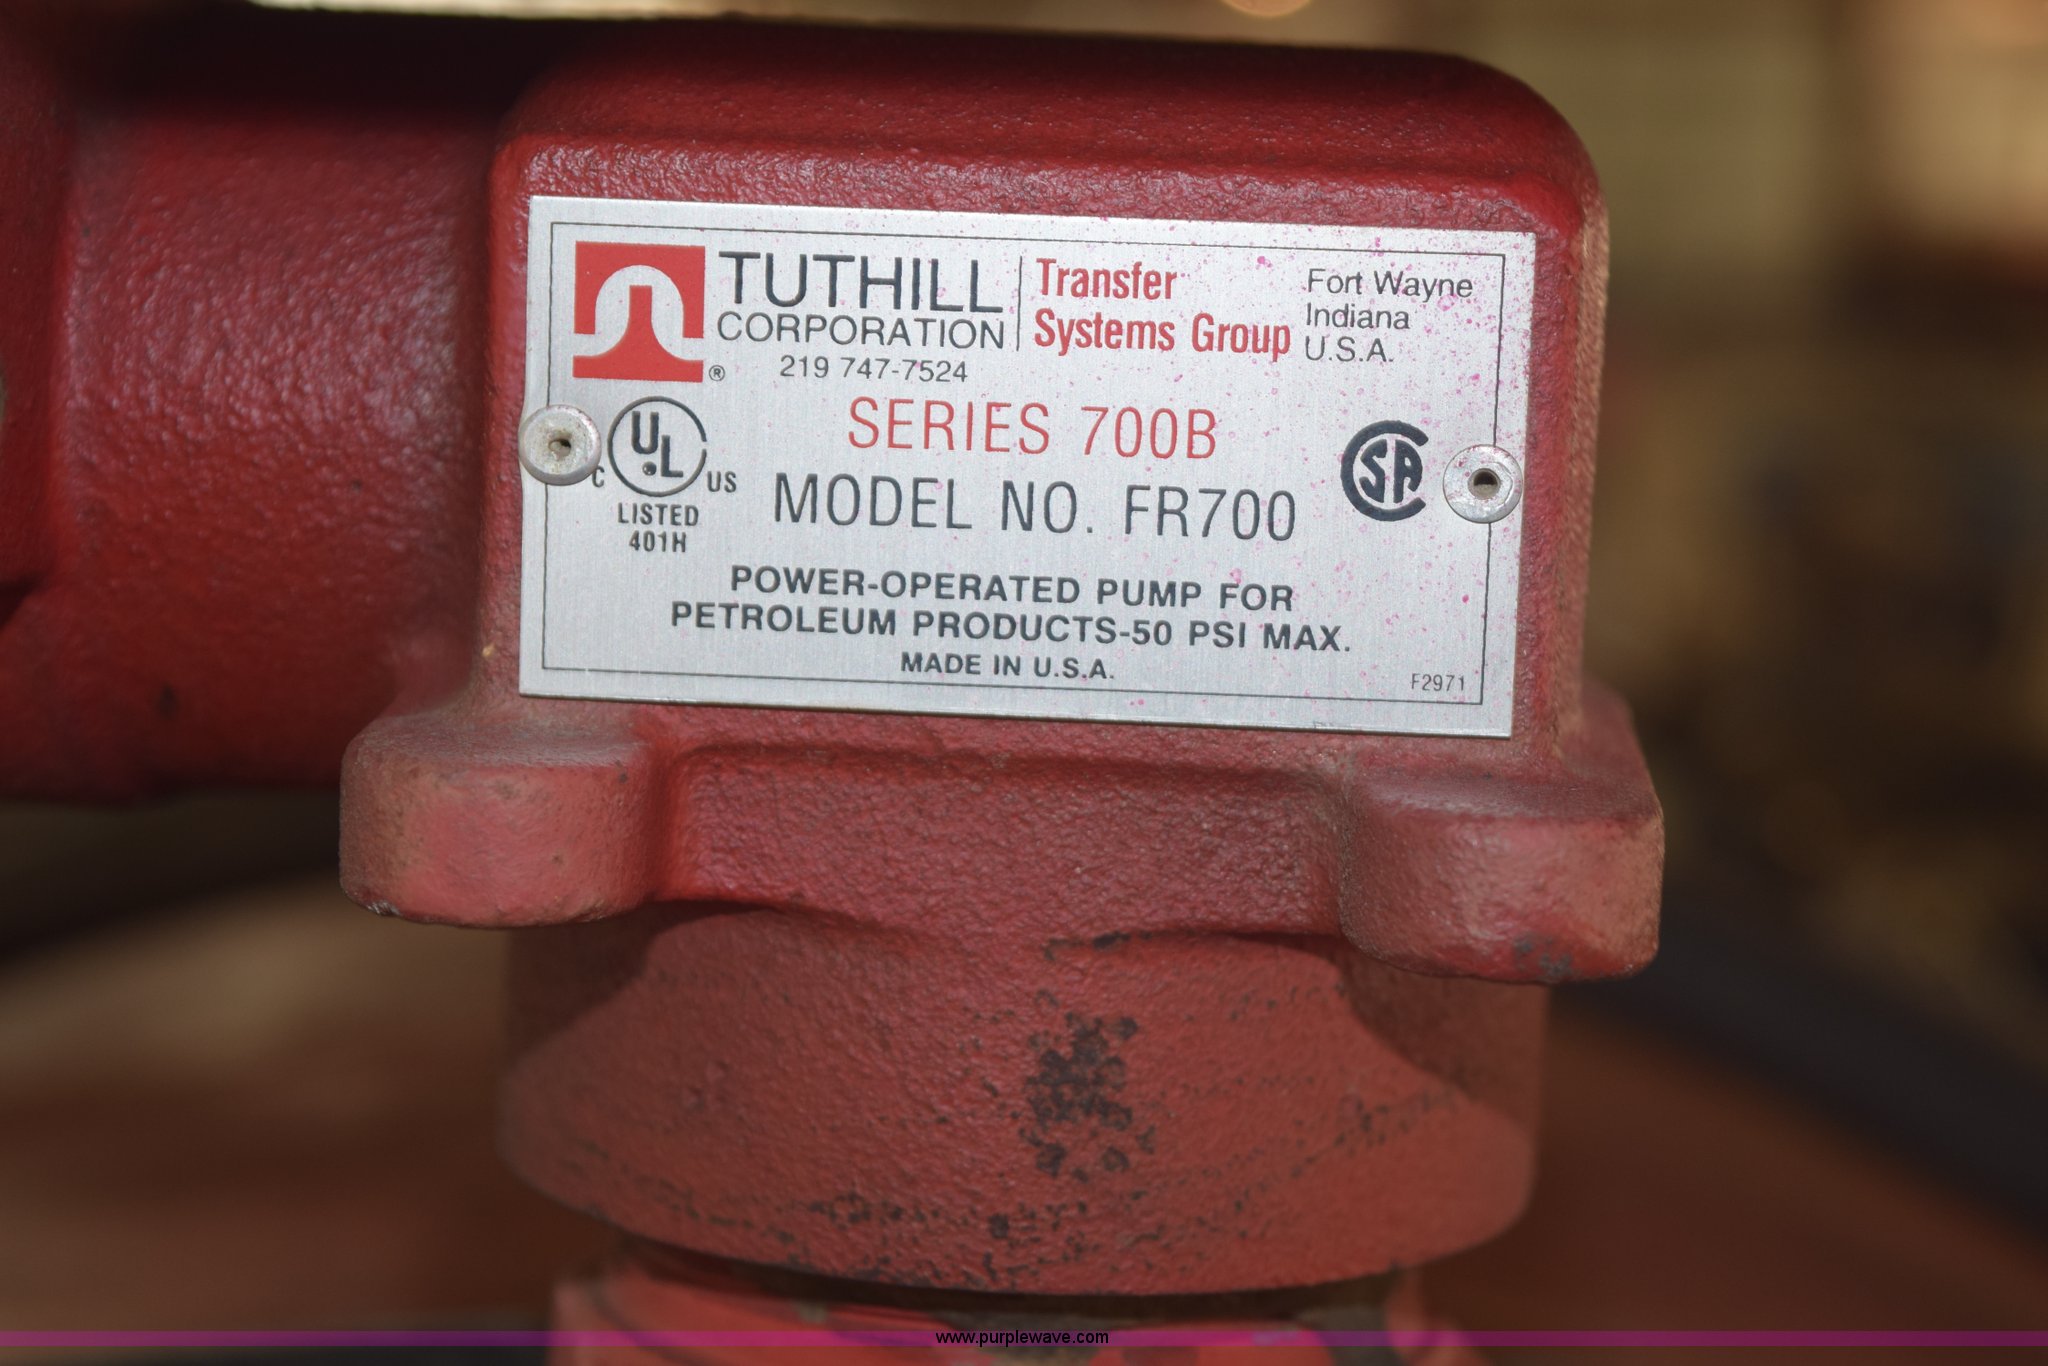 TUTHILL
CORPORATION
219 747-7524
Transfer
Systems Group
Fort Wayne
Indiana
U.S.A.
®
SERIES 700B
C UL US
LISTED
401H
MODEL NO. FR700
SA
POWER-OPERATED PUMP FOR
PETROLEUM PRODUCTS-50 PSI MAX.
MADE IN U.S.A.
F2971
www.purplewave.com